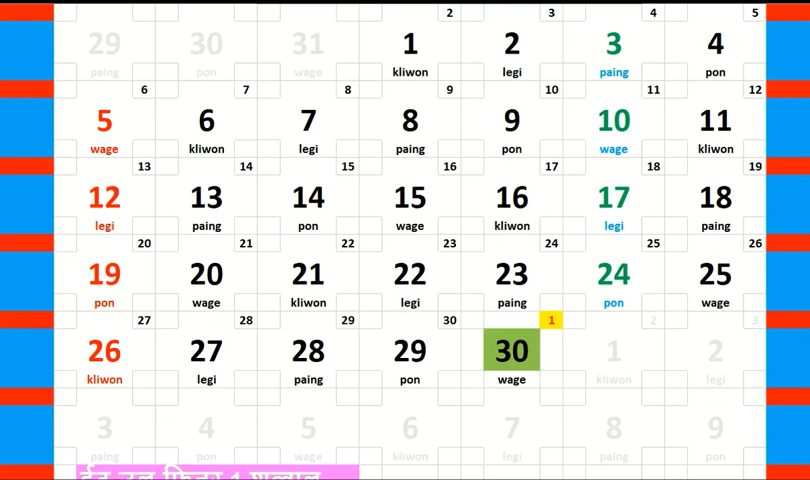 2 3 4 5
29 30 31 1 2 3 4
paing pon wage kliwon legi paing pon
6 7 8 9 10 11 12
5 6 7 8 9 10 11
wage kliwon legi paing pon wage kliwon
13 14 15 16 17 18 19
12 13 14 15 16 17 18
legi paing pon wage kliwon legi paing
20 21 22 23 24 25 26
19 20 21 22 23 24 25
pon wage kliwon legi paing pon wage
27 28 29 30 1 2 3
26 27 28 29 30 1 2
kliwon legi paing pon wage kliwon legi
3 4 5 6 7 8 9
paing pon wage kliwon legi paing pon